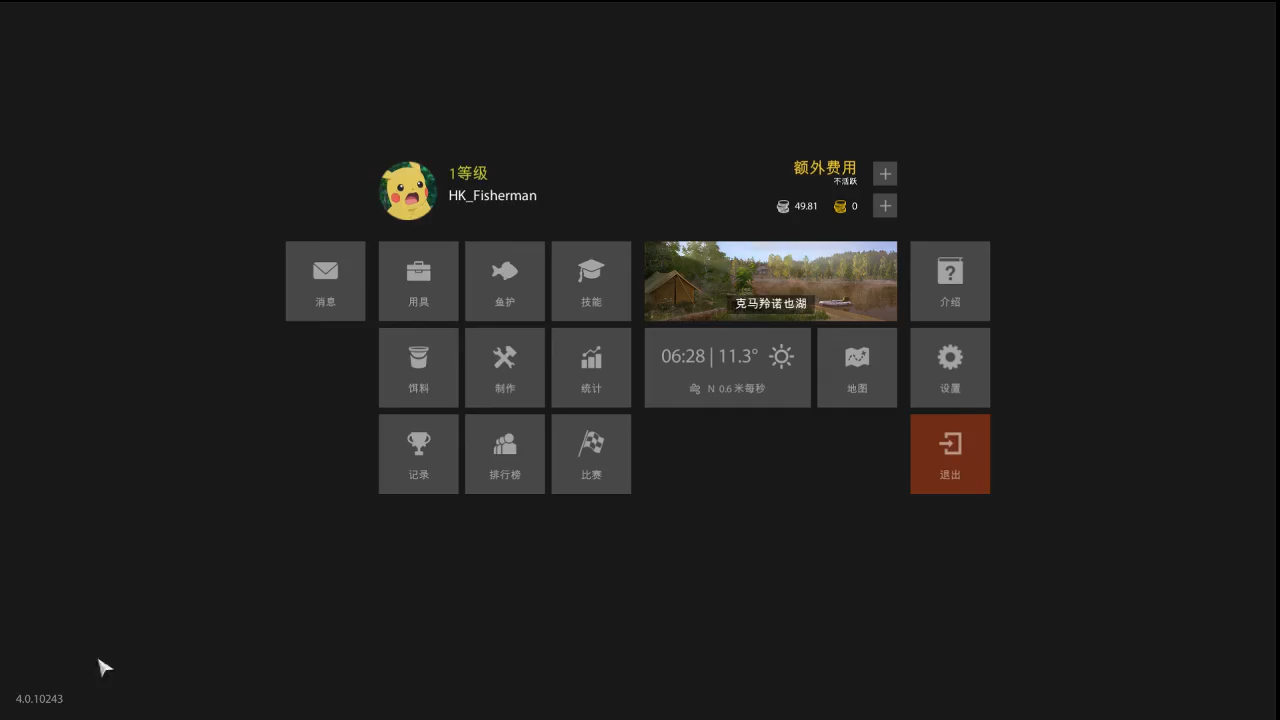 1等级
HK_Fisherman
额外费用
不活跃
49.81 0
消息
用具
鱼护
技能
克马羚诺也湖
介绍
饵料
制作
统计
06:28 | 11.3°
N 0.6 米每秒
地图
设置
记录
排行榜
比赛
退出
4.0.10243